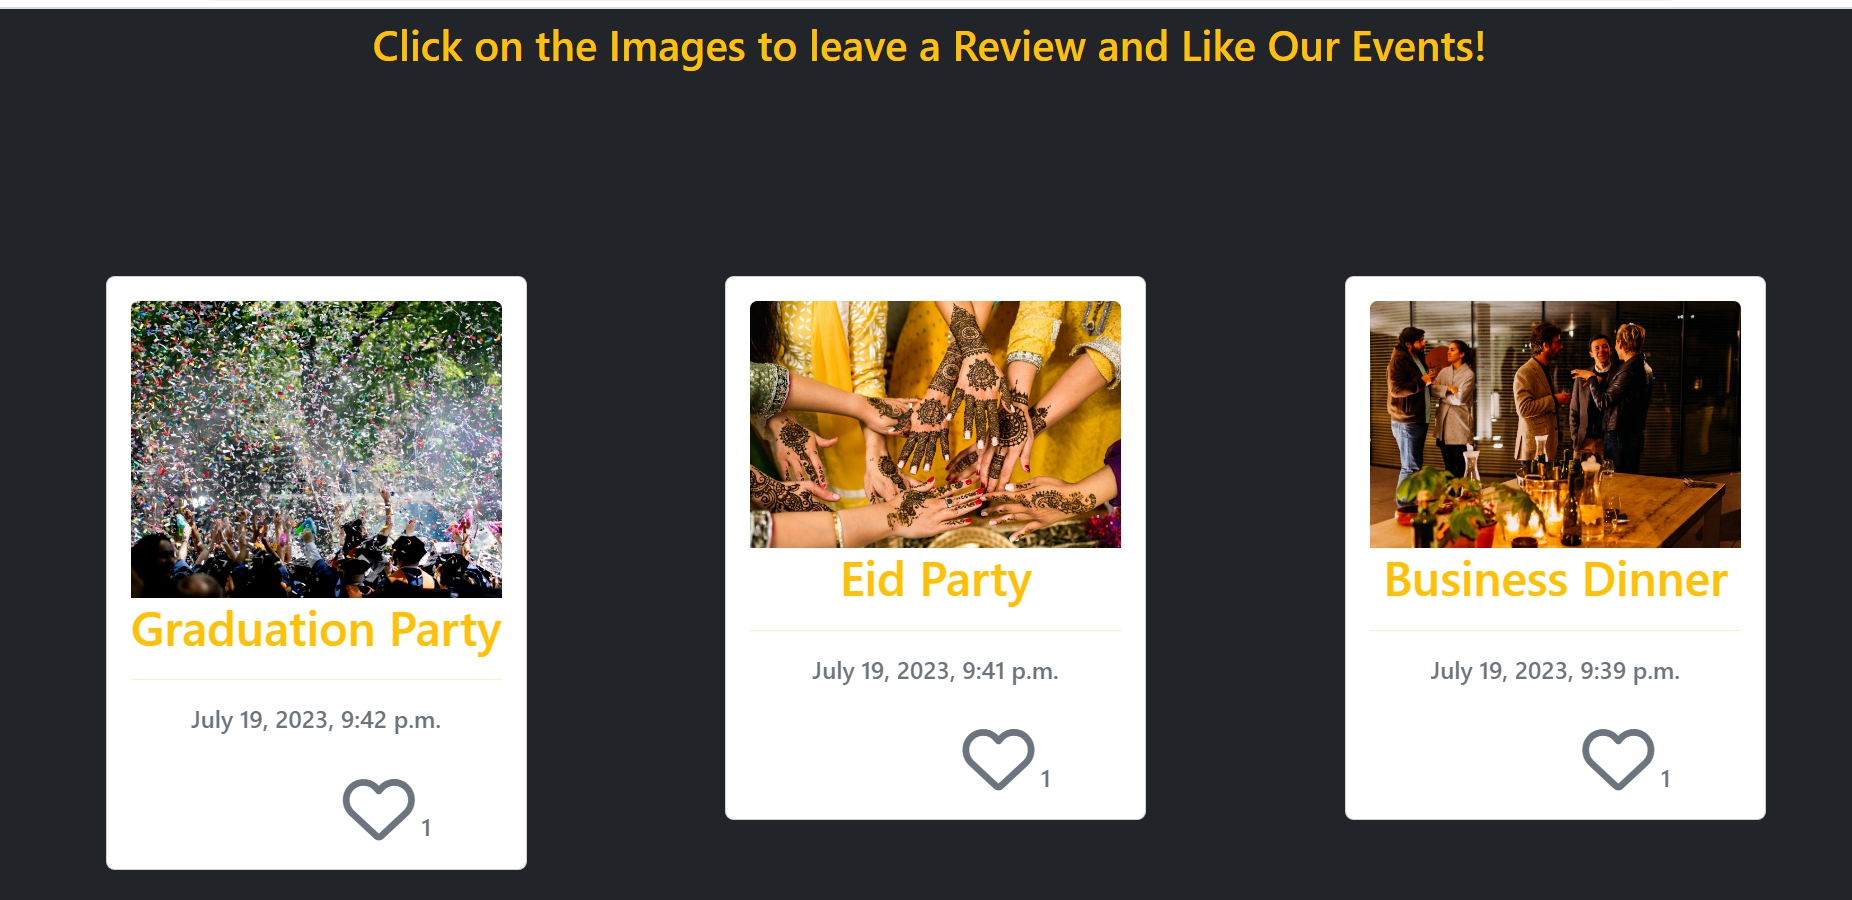 Click on the Images to leave a Review and Like Our Events!
Graduation Party
July 19, 2023, 9:42 p.m.
1
Eid Party
July 19, 2023, 9:41 p.m.
1
Business Dinner
July 19, 2023, 9:39 p.m.
1